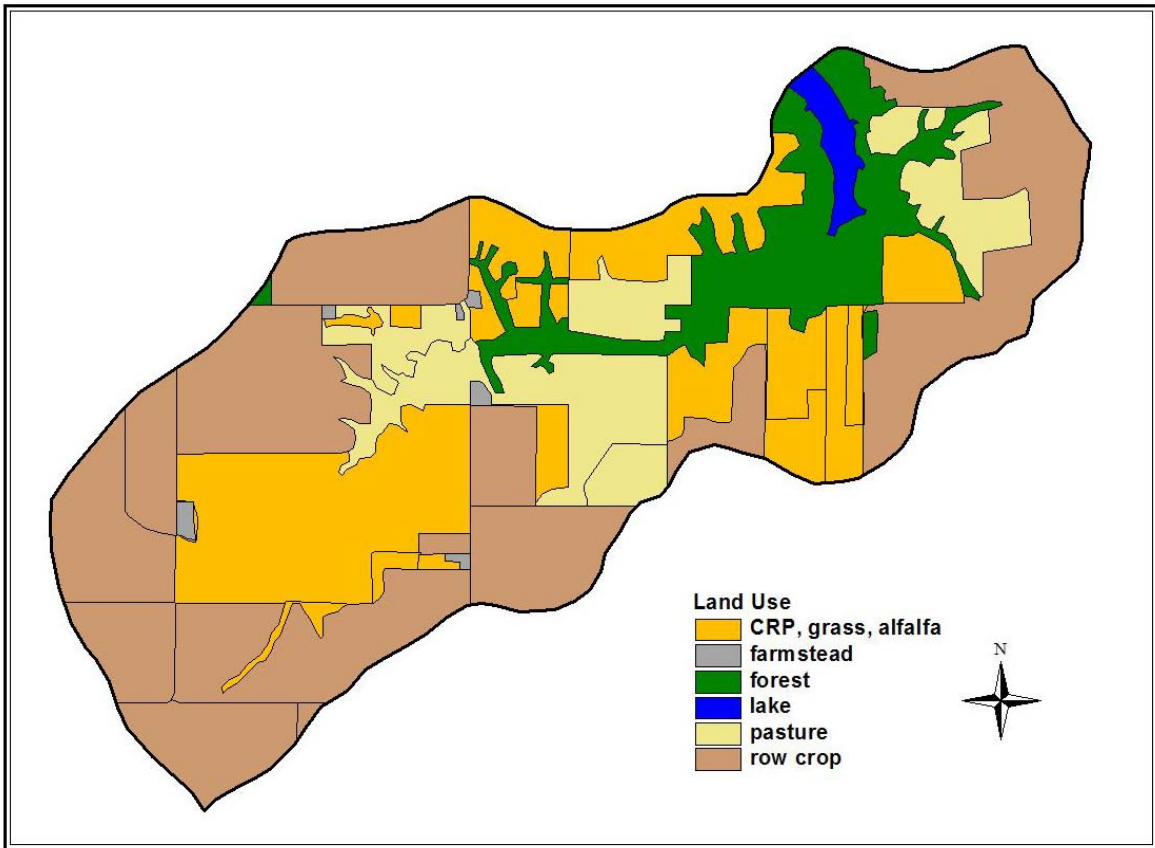 Land Use
CRP, grass, alfalfa
farmstead
forest
lake
pasture
row crop
N